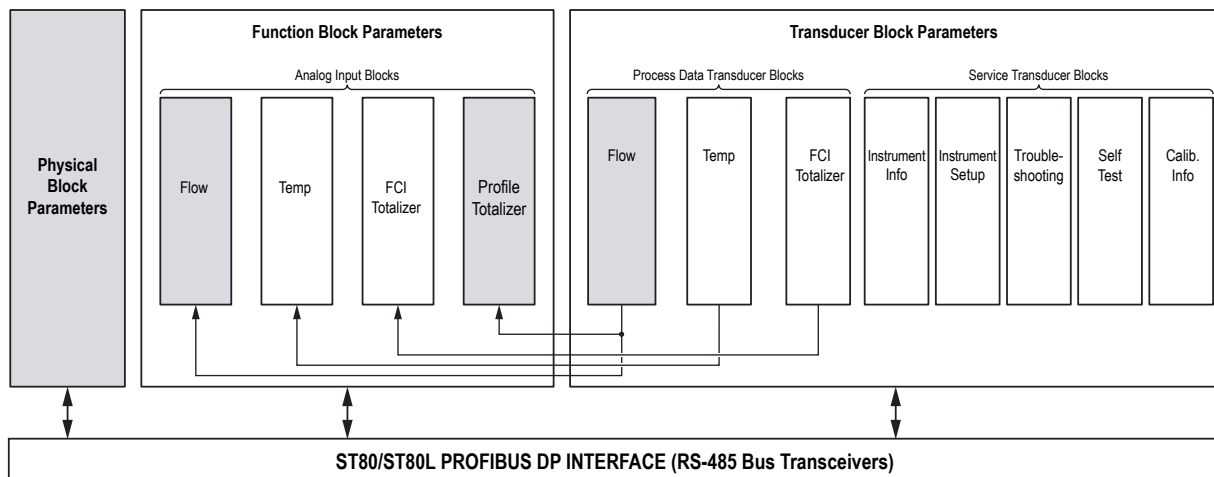 Function Block Parameters
Transducer Block Parameters
Analog Input Blocks
Process Data Transducer Blocks
Service Transducer Blocks
Physical
Block
Parameters
Flow
Temp
FCI
Totalizer
Profile
Totalizer
Flow
Temp
FCI
Totalizer
Instrument
Info
Instrument
Setup
Trouble-
shooting
Self
Test
Calib.
Info
ST80/ST80L PROFIBUS DP INTERFACE (RS-485 Bus Transceivers)